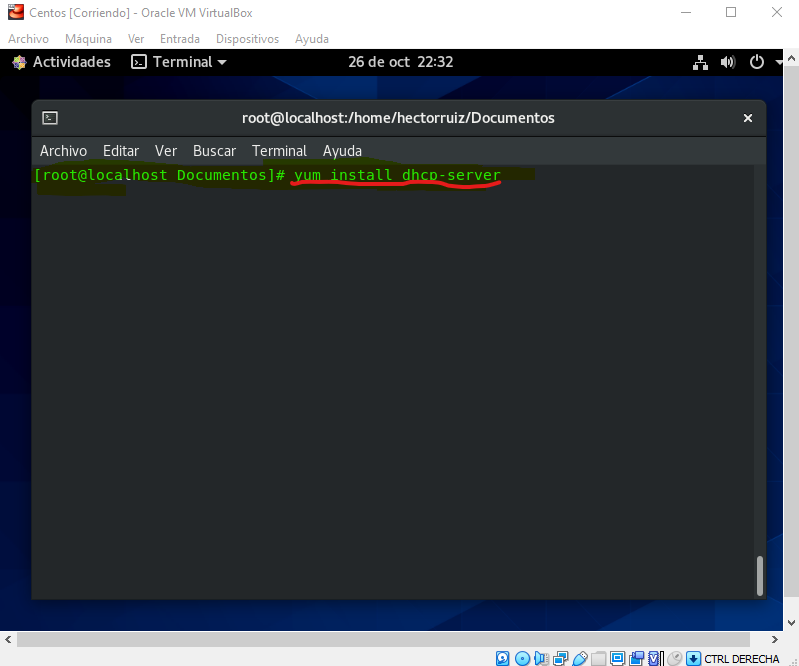 Centos [Corriendo] - Oracle VM VirtualBox
Archivo Máquina Ver Entrada Dispositivos Ayuda
Actividades Terminal 26 de oct 22:32
root@localhost:/home/hectorruiz/Documentos
Archivo Editar Ver Buscar Terminal Ayuda
[root@localhost Documentos]# yum install dhcp-server
CTRL DERECHA